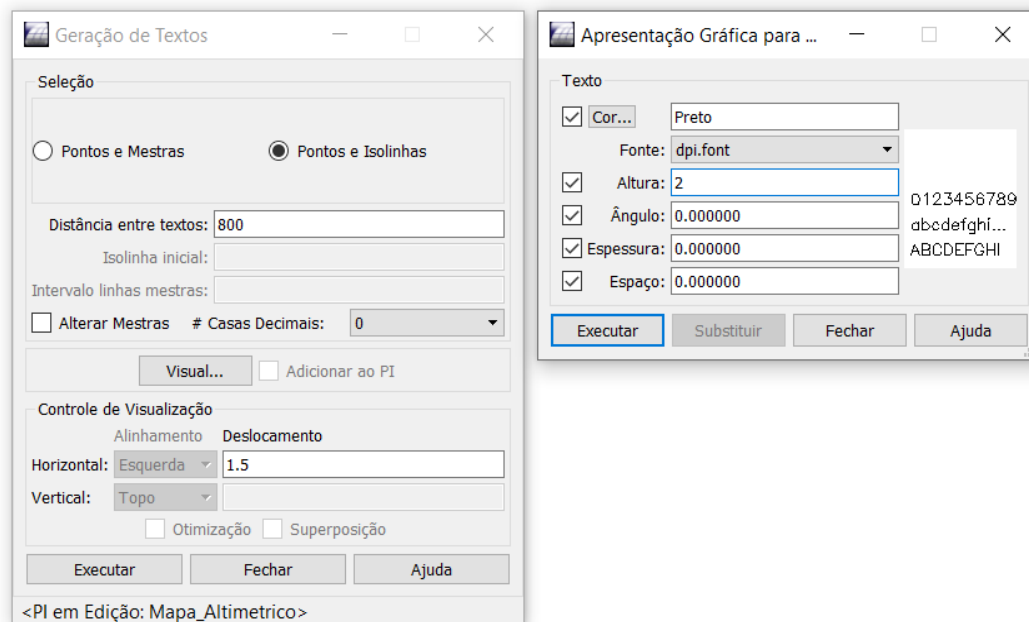 Geração de Textos
Seleção
Pontos e Mestras Pontos e Isolinhas
Distância entre textos: 800
Isolinha inicial:
Intervalo linhas mestras:
Alterar Mestras # Casas Decimais: 0
Visual... Adicionar ao PI
Controle de Visualização
Alinhamento Deslocamento
Horizontal: Esquerda 1.5
Vertical: Topo
Otimização Superposição
Executar Fechar Ajuda
<PI em Edição: Mapa_Altimetrico>
Apresentação Gráfica para ...
Texto
Cor... Preto
Fonte: dpi.font
Altura: 2
Ângulo: 0.000000
Espessura: 0.000000
Espaço: 0.000000
0123456789
abcdefghi...
ABCDEFGHI
Executar Substituir Fechar Ajuda